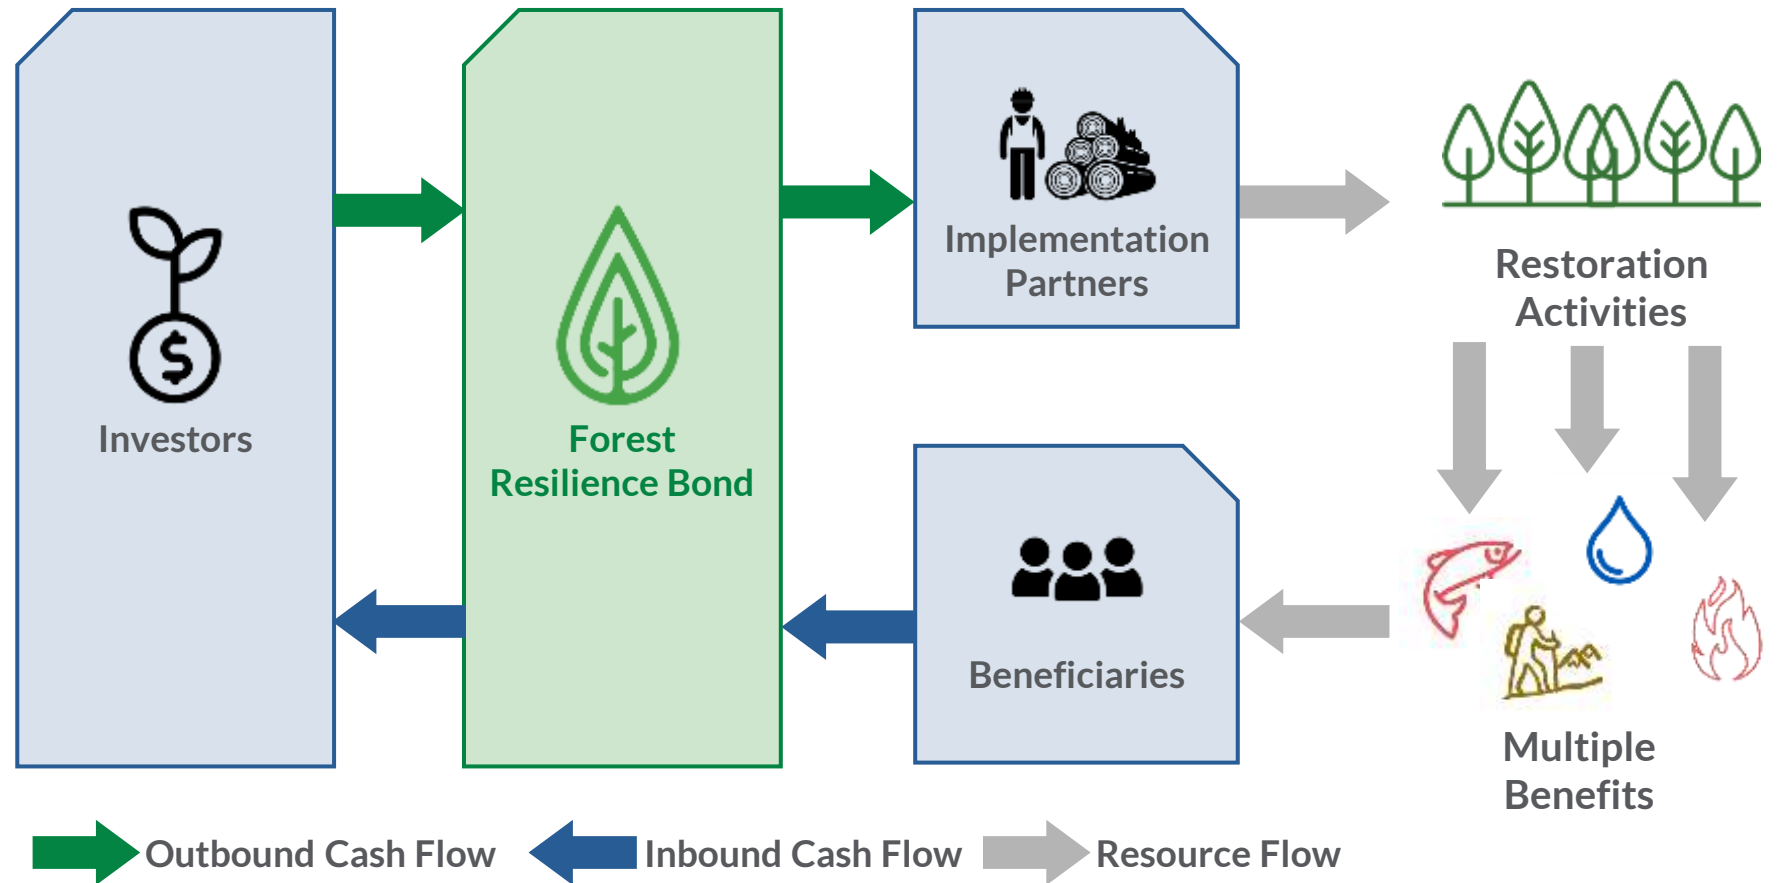 Investors
Forest
Resilience Bond
Implementation
Partners
Restoration
Activities
Beneficiaries
Multiple
Benefits
Outbound Cash Flow
Inbound Cash Flow
Resource Flow